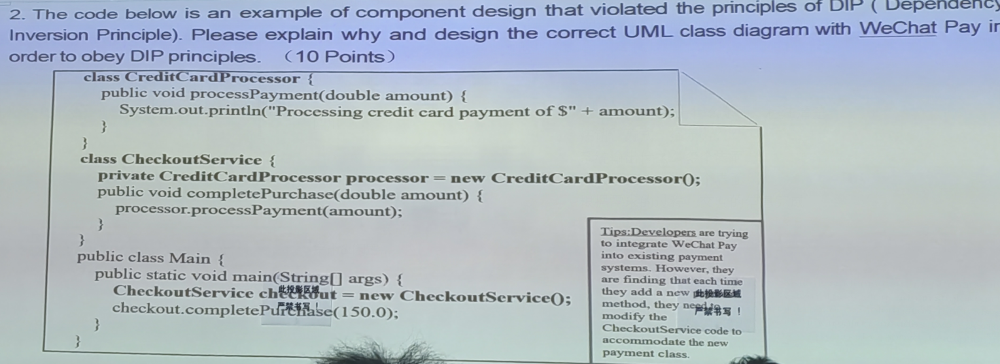 2. The code below is an example of component design that violated the principles of DIP ( Dependency
Inversion Principle). Please explain why and design the correct UML class diagram with WeChat Pay in
order to obey DIP principles. （10 Points）
class CreditCardProcessor {
public void processPayment(double amount) {
System.out.println("Processing credit card payment of $" + amount);
}
}
class CheckoutService {
private CreditCardProcessor processor = new CreditCardProcessor();
public void completePurchase(double amount) {
processor.processPayment(amount);
}
}
public class Main {
public static void main(String[] args) {
CheckoutService checkout = new CheckoutService();
checkout.completePurchase(150.0);
}
}
此投影区域
严禁书写！
Tips:Developers are trying
to integrate WeChat Pay
into existing payment
systems. However, they
are finding that each time
they add a new
method, they need to
modify the
CheckoutService code to
accommodate the new
payment class.
此投影区域
严禁书写！